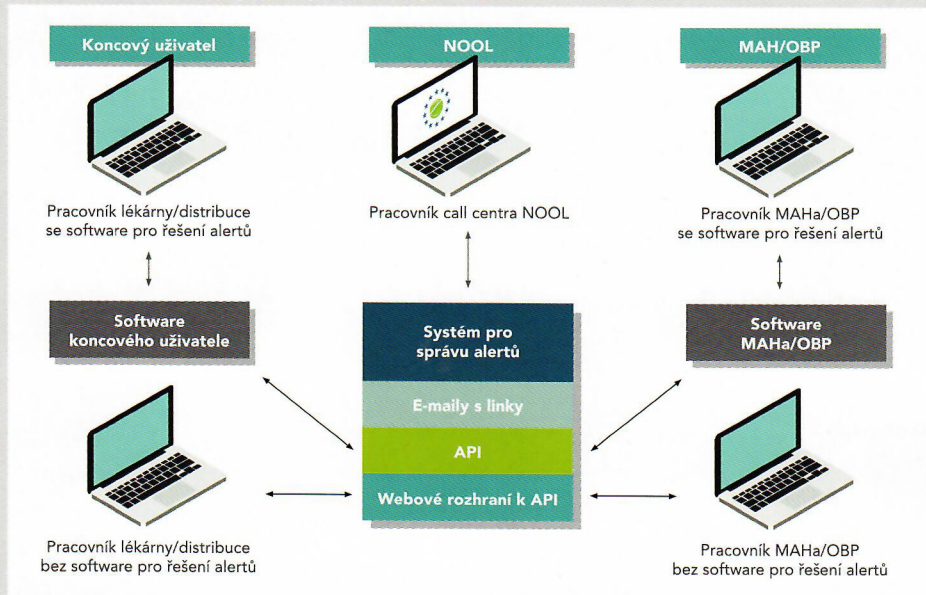 Koncový uživatel
NOOL
MAH/OBP
Pracovník lékárny/distribuce
se software pro řešení alertů
Pracovník call centra NOOL
Pracovník MAHa/OBP
se software pro řešení alertů
Software
koncového uživatele
Systém pro
správu alertů
E-maily s linky
API
Webové rozhraní k API
Software
MAHa/OBP
Pracovník lékárny/distribuce
bez software pro řešení alertů
Pracovník MAHa/OBP
bez software pro řešení alertů